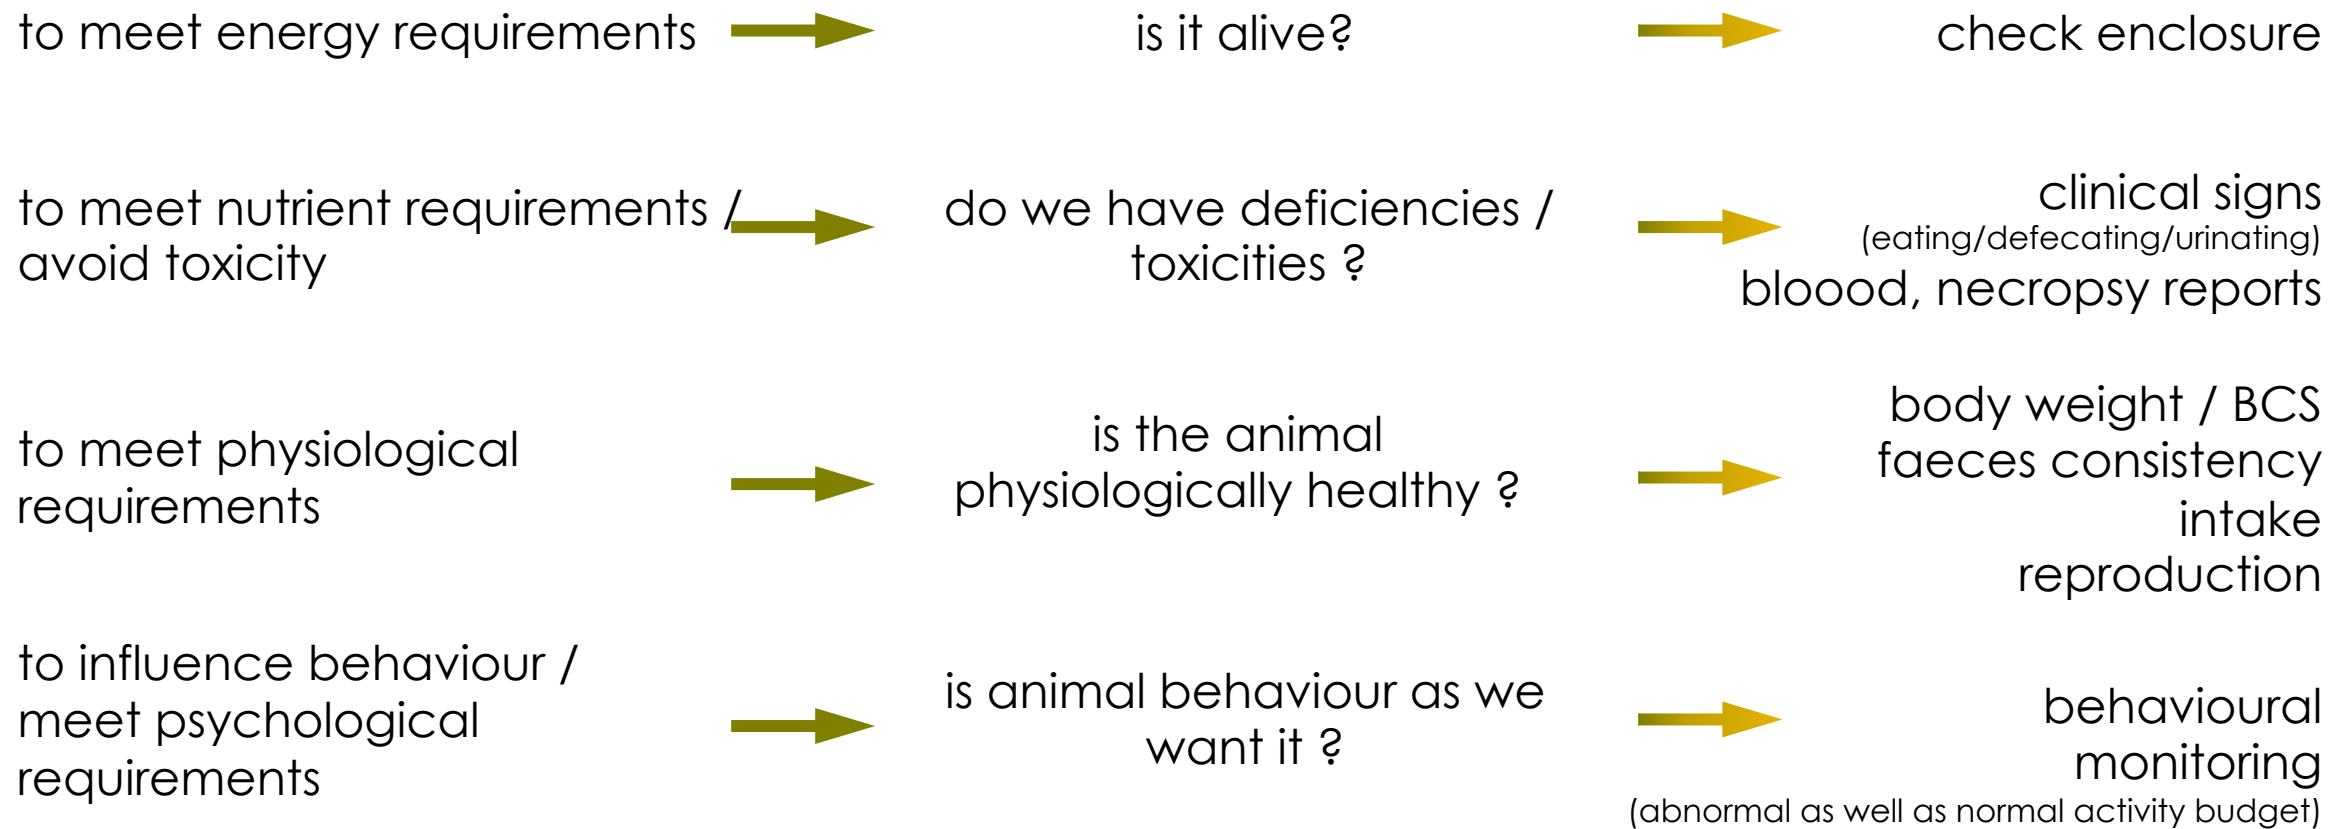 to meet energy requirements
is it alive?
check enclosure
to meet nutrient requirements /
avoid toxicity
do we have deficiencies /
toxicities ?
clinical signs
(eating/defecating/urinating)
bloood, necropsy reports
to meet physiological
requirements
is the animal
physiologically healthy ?
body weight / BCS
faeces consistency
intake
reproduction
to influence behaviour /
meet psychological
requirements
is animal behaviour as we
want it ?
behavioural
monitoring
(abnormal as well as normal activity budget)